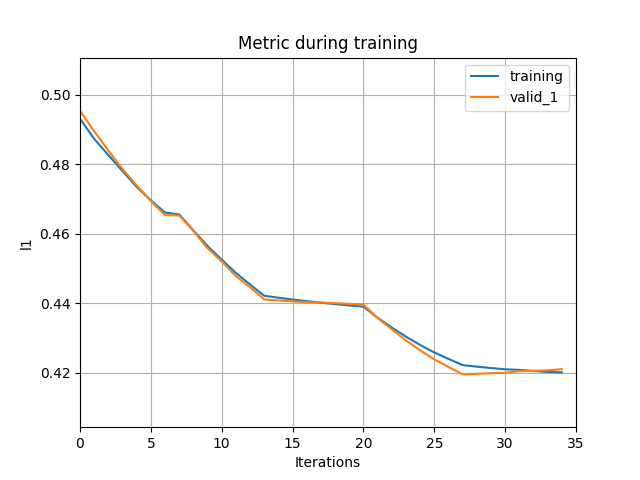 Metric during training
training
valid_1
0.50
0.48
0.46
0.44
0.42
l1
0 5 10 15 20 25 30 35
Iterations